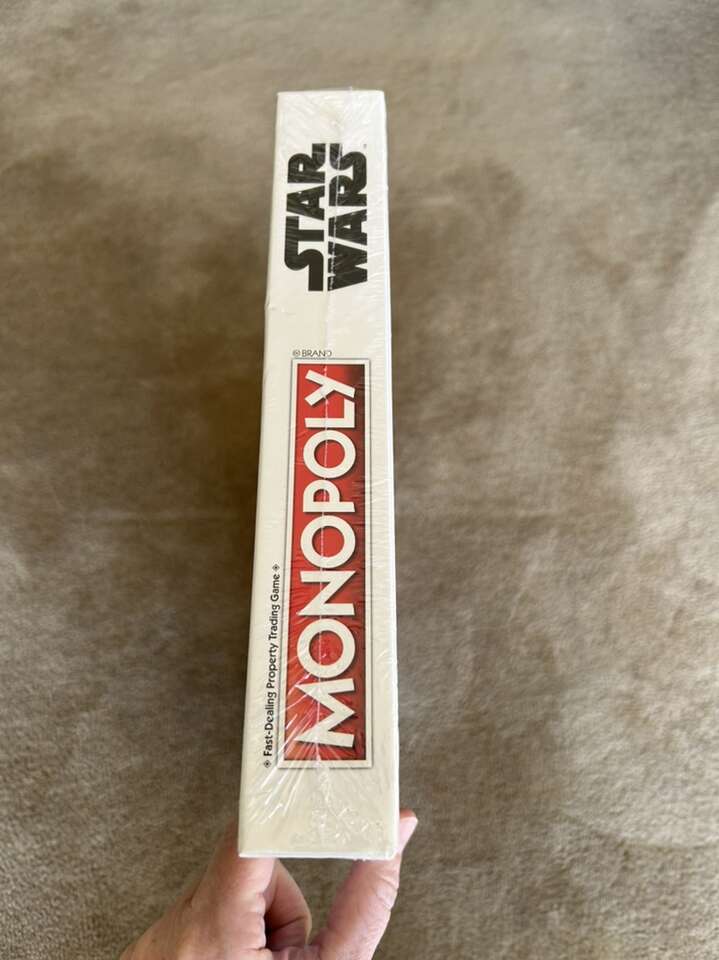 STAR
WARS
® BRAND
MONOPOLY
Fast-Dealing Property Trading Game